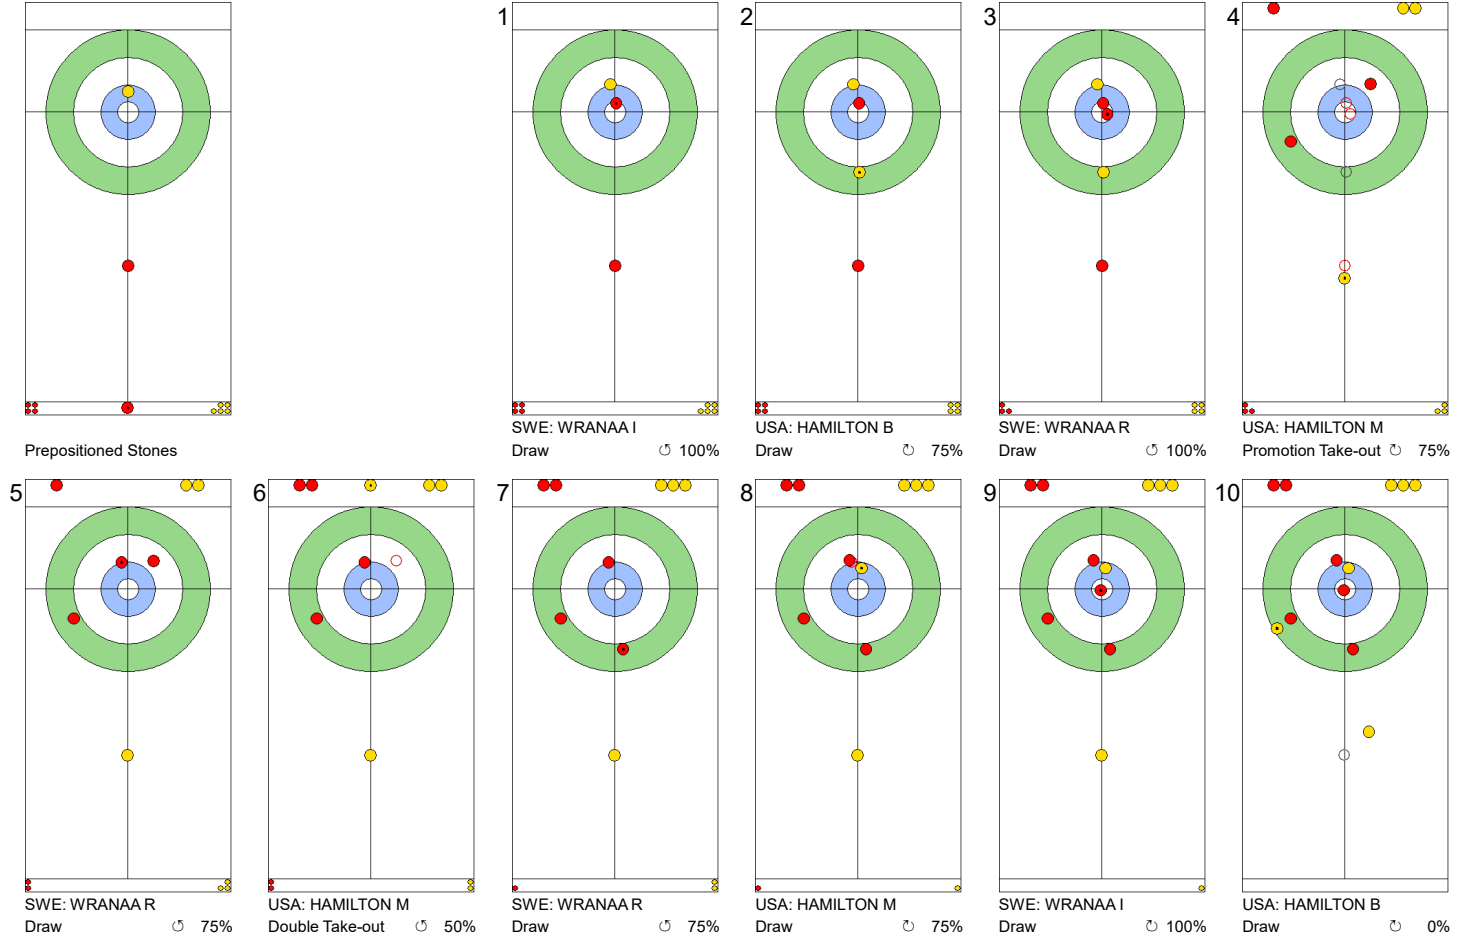 1
2
3
4
Prepositioned Stones
SWE: WRANAA I
Draw ↺ 100%
USA: HAMILTON B
Draw ↻ 75%
SWE: WRANAA R
Draw ↺ 100%
USA: HAMILTON M
Promotion Take-out ↻ 75%
5
6
7
8
9
10
SWE: WRANAA R
Draw ↺ 75%
USA: HAMILTON M
Double Take-out ↺ 50%
SWE: WRANAA R
Draw ↺ 75%
USA: HAMILTON M
Draw ↻ 75%
SWE: WRANAA I
Draw ↻ 100%
USA: HAMILTON B
Draw ↻ 0%